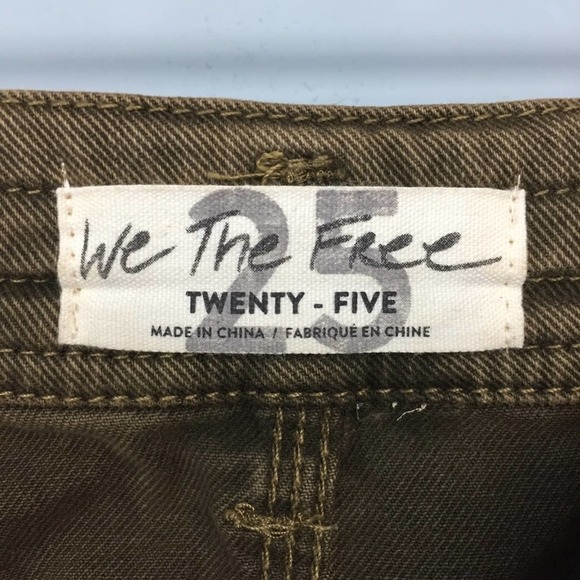 25
We The Free
TWENTY - FIVE
MADE IN CHINA / FABRIQUÉ EN CHINE